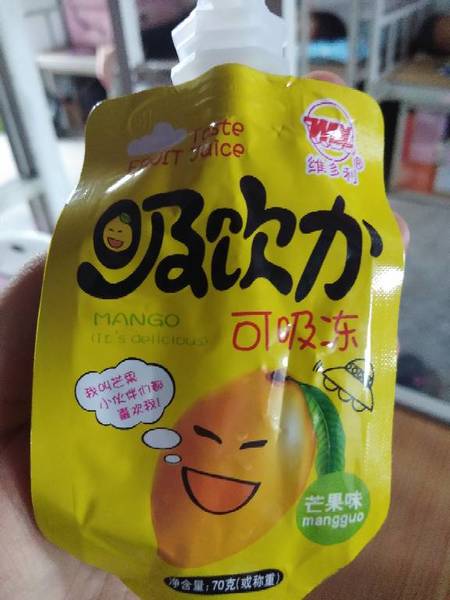 Taste
FRUIT Juice
维多利®
吸吹力
MANGO
(It's delicious)
可吸冻
我叫芒果
小伙伴们都
喜欢我!
芒果味
mangguo
净含量:70克(或称重)